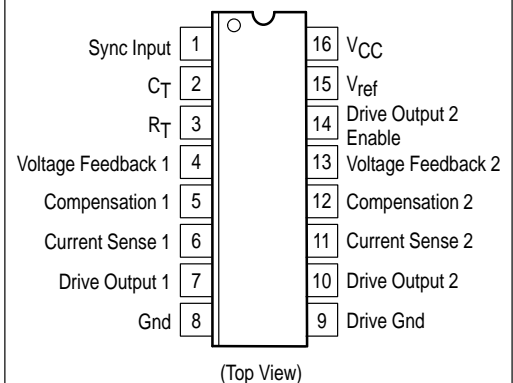 Sync Input 1
CT 2
RT 3
Voltage Feedback 1 4
Compensation 1 5
Current Sense 1 6
Drive Output 1 7
Gnd 8
16 VCC
15 Vref
14 Drive Output 2
Enable
13 Voltage Feedback 2
12 Compensation 2
11 Current Sense 2
10 Drive Output 2
9 Drive Gnd
(Top View)